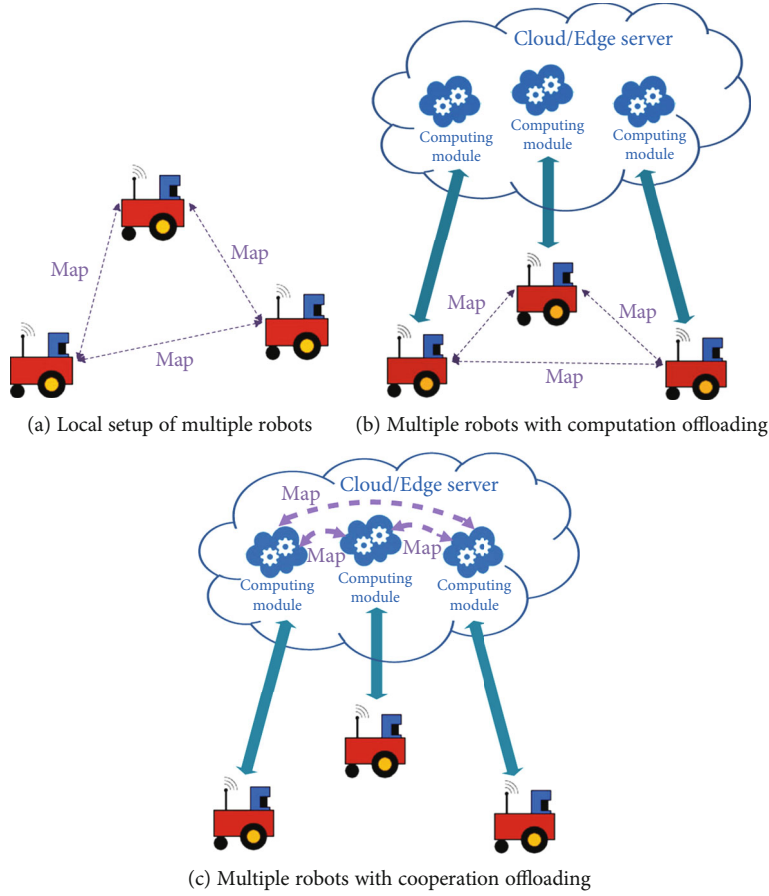 Map
Map
Map
(a) Local setup of multiple robots
Cloud/Edge server
Computing
module
Computing
module
Computing
module
Map
Map
Map
(b) Multiple robots with computation offloading
Cloud/Edge server
Map
Map
Map
Computing
module
Computing
module
Computing
module
(c) Multiple robots with cooperation offloading